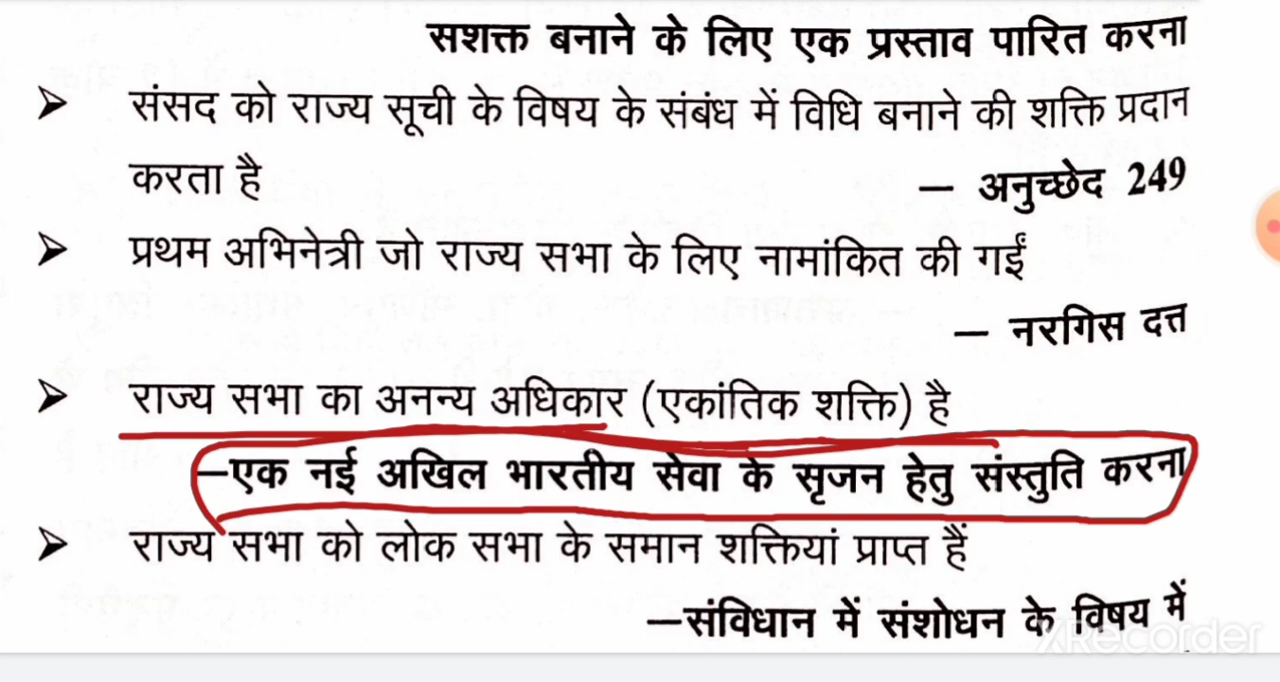 सशक्त बनाने के लिए एक प्रस्ताव पारित करना
➢ संसद को राज्य सूची के विषय के संबंध में विधि बनाने की शक्ति प्रदान
करता है — अनुच्छेद 249
➢ प्रथम अभिनेत्री जो राज्य सभा के लिए नामांकित की गईं
— नरगिस दत्त
➢ राज्य सभा का अनन्य अधिकार (एकांतिक शक्ति) है
—एक नई अखिल भारतीय सेवा के सृजन हेतु संस्तुति करना
➢ राज्य सभा को लोक सभा के समान शक्तियां प्राप्त हैं
—संविधान में संशोधन के विषय में
XRecorder